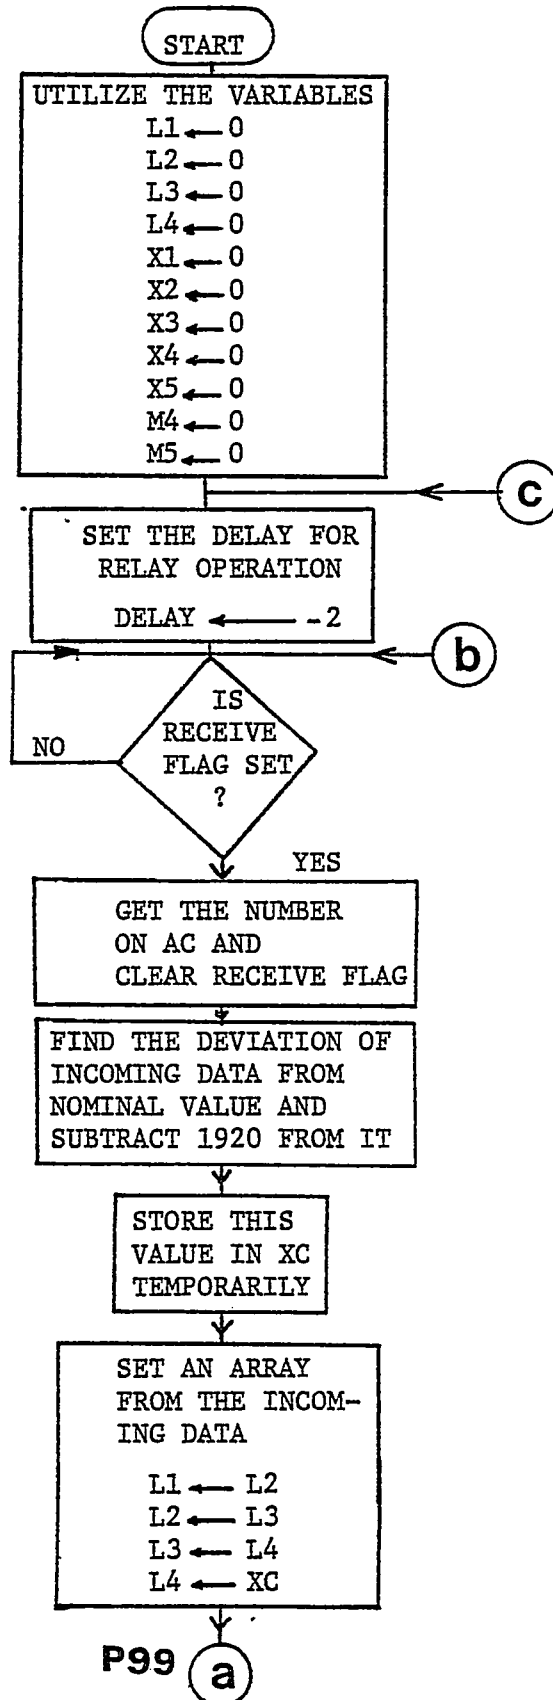 START
UTILIZE THE VARIABLES
L1 ← 0
L2 ← 0
L3 ← 0
L4 ← 0
X1 ← 0
X2 ← 0
X3 ← 0
X4 ← 0
X5 ← 0
M4 ← 0
M5 ← 0
c
SET THE DELAY FOR
RELAY OPERATION
DELAY ← -2
b
IS
RECEIVE
FLAG SET
?
NO
YES
GET THE NUMBER
ON AC AND
CLEAR RECEIVE FLAG
FIND THE DEVIATION OF
INCOMING DATA FROM
NOMINAL VALUE AND
SUBTRACT 1920 FROM IT
STORE THIS
VALUE IN XC
TEMPORARILY
SET AN ARRAY
FROM THE INCOM-
ING DATA
L1 ← L2
L2 ← L3
L3 ← L4
L4 ← XC
P99 a